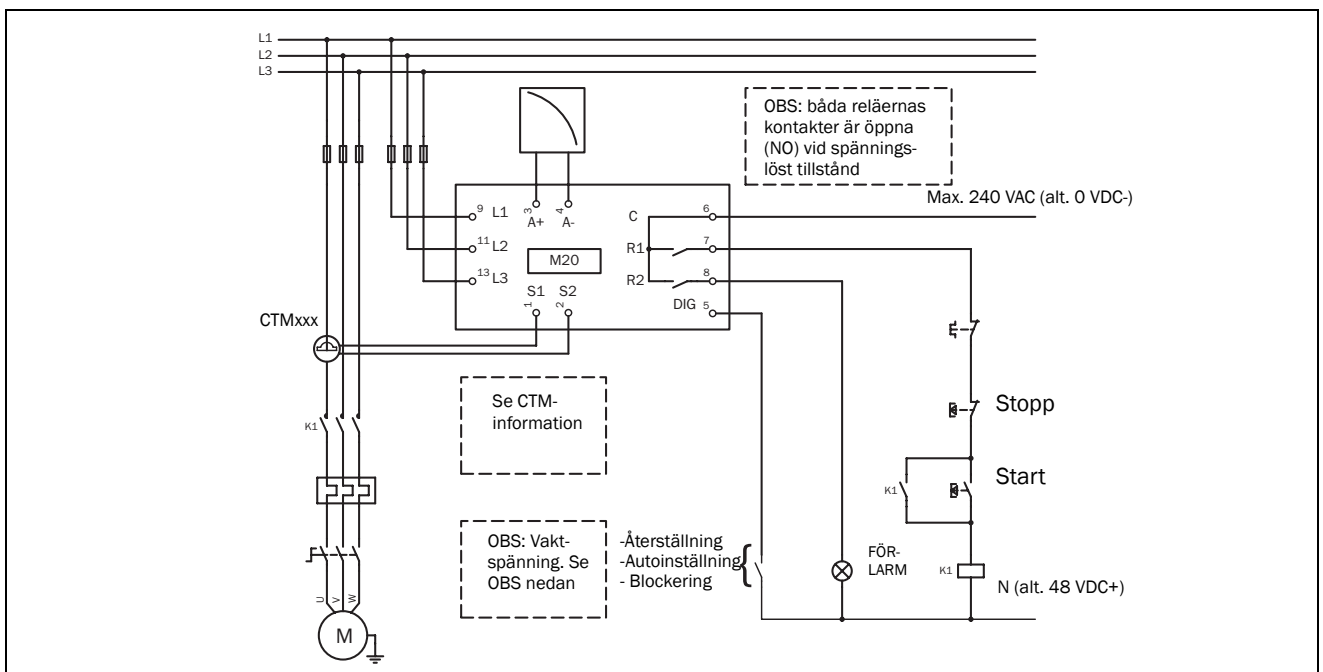 L1
L2
L3
OBS: båda reläernas
kontakter är öppna
(NO) vid spännings-
löst tillstånd
Max. 240 VAC (alt. 0 VDC-)
9 L1
3 A+
4 A-
C 6
11 L2
M20
R1 7
13 L3
R2 8
S1 S2
1 2
DIG 5
CTMxxx
Se CTM-
information
Stopp
K1
Start
K1
OBS: Vakt-
spänning. Se
OBS nedan
-Återställning
-Autoinställning
- Blockering
{
FÖR-
LARM
K1
N (alt. 48 VDC+)
U V W
M